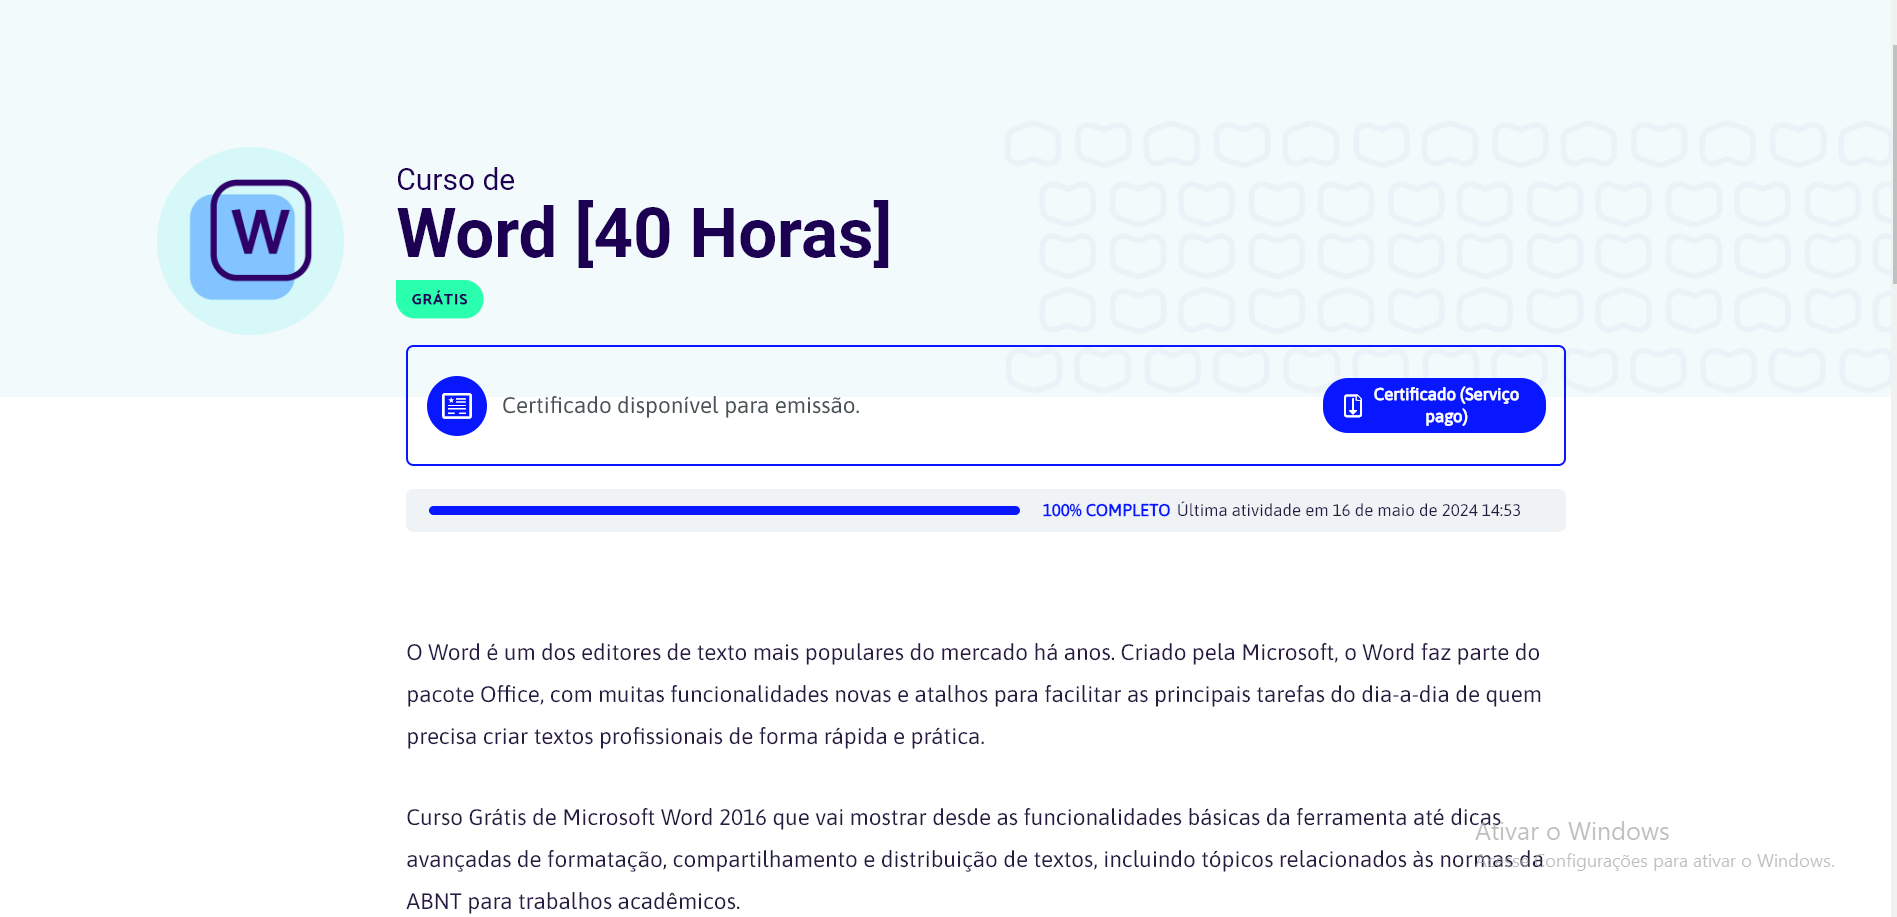 W
Curso de
Word [40 Horas]
GRÁTIS
Certificado disponível para emissão.
Certificado (Serviço
pago)
100% COMPLETO Última atividade em 16 de maio de 2024 14:53
O Word é um dos editores de texto mais populares do mercado há anos. Criado pela Microsoft, o Word faz parte do
pacote Office, com muitas funcionalidades novas e atalhos para facilitar as principais tarefas do dia-a-dia de quem
precisa criar textos profissionais de forma rápida e prática.
Curso Grátis de Microsoft Word 2016 que vai mostrar desde as funcionalidades básicas da ferramenta até dicas
avançadas de formatação, compartilhamento e distribuição de textos, incluindo tópicos relacionados às normas da
ABNT para trabalhos acadêmicos.
Ativar o Windows
Acesse Configurações para ativar o Windows.